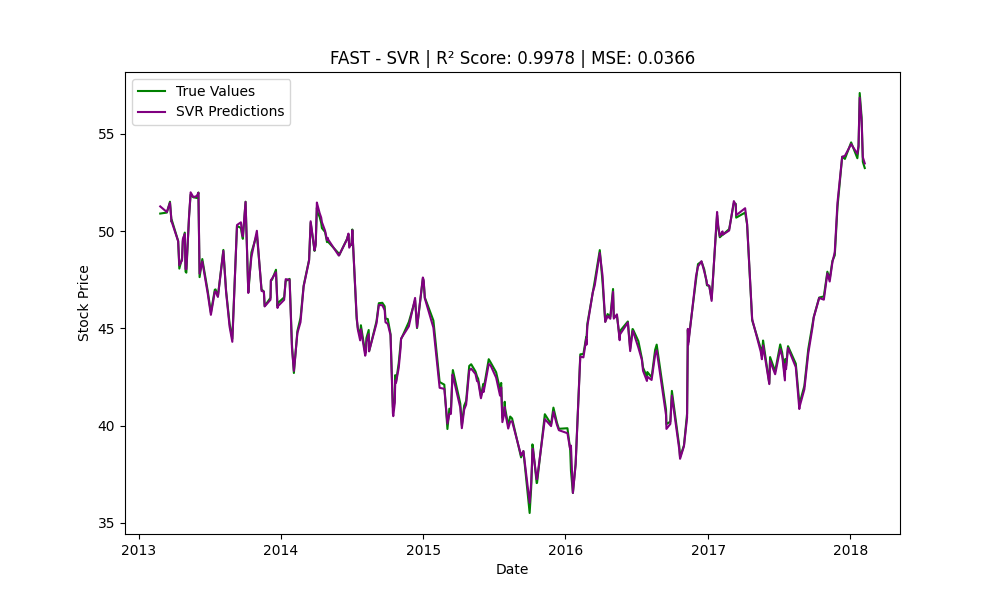 FAST - SVR | R² Score: 0.9978 | MSE: 0.0366
True Values
SVR Predictions
Stock Price
55
50
45
40
35
2013 2014 2015 2016 2017 2018
Date